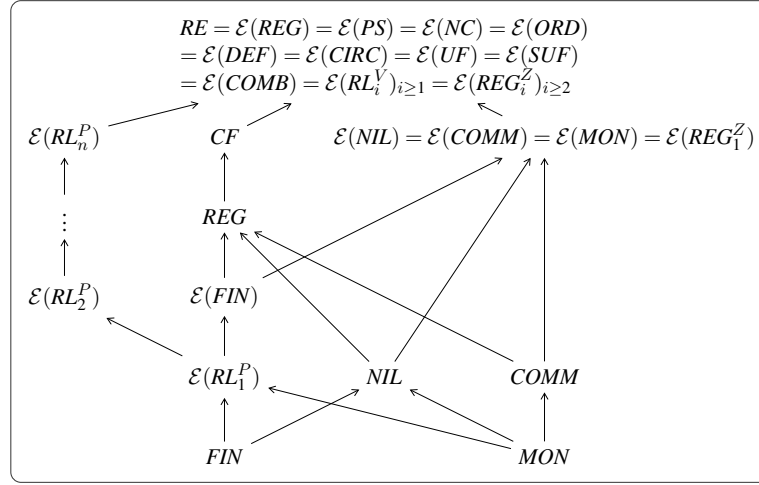 RE = ℰ(REG) = ℰ(PS) = ℰ(NC) = ℰ(ORD)
= ℰ(DEF) = ℰ(CIRC) = ℰ(UF) = ℰ(SUF)
= ℰ(COMB) = ℰ(RL_i^V)_{i≥1} = ℰ(REG_i^Z)_{i≥2}
ℰ(RL_n^P) CF ℰ(NIL) = ℰ(COMM) = ℰ(MON) = ℰ(REG_1^Z)
⋮ REG
ℰ(RL_2^P) ℰ(FIN)
ℰ(RL_1^P) NIL COMM
FIN MON